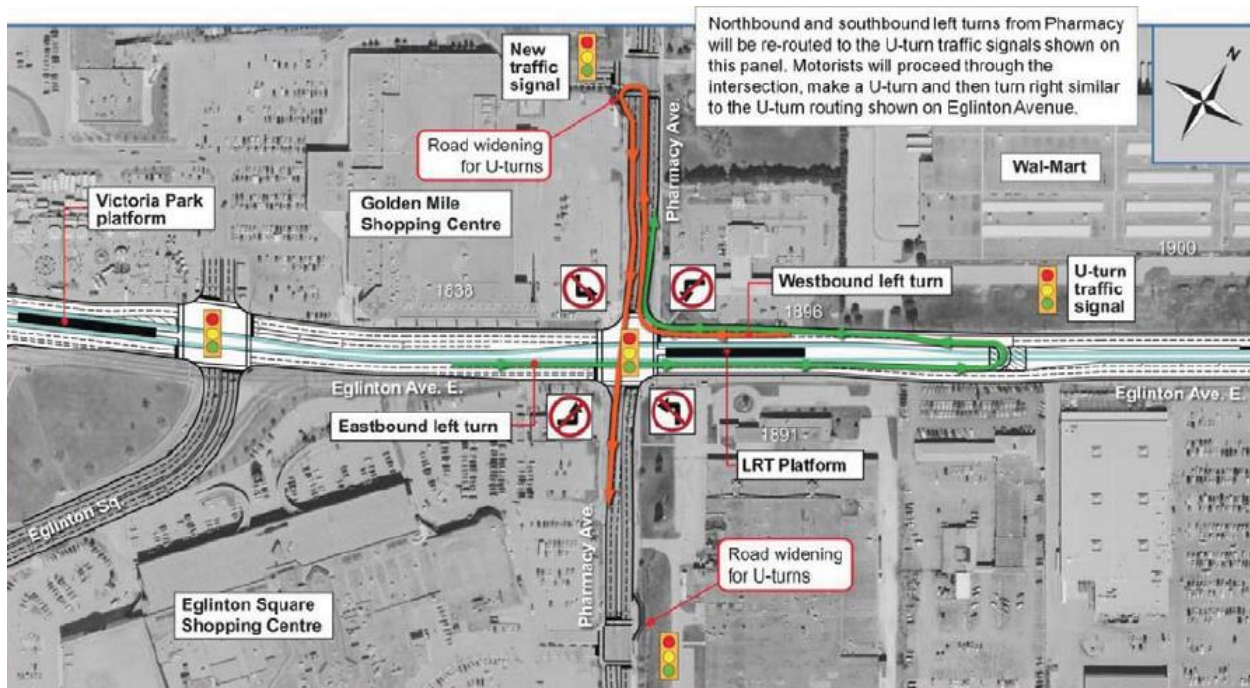 Northbound and southbound left turns from Pharmacy
will be re-routed to the U-turn traffic signals shown on
this panel. Motorists will proceed through the
intersection, make a U-turn and then turn right similar
to the U-turn routing shown on Eglinton Avenue.
N
New
traffic
signal
Road widening
for U-turns
Pharmacy Ave
Wal-Mart
Victoria Park
platform
Golden Mile
Shopping Centre
1900
U-turn
traffic
signal
Westbound left turn
1838
1896
Eglinton Ave. E.
Eglinton Ave. E.
Eastbound left turn
1891
LRT Platform
Eglinton Sq.
Pharmacy Ave.
Road widening
for U-turns
Eglinton Square
Shopping Centre